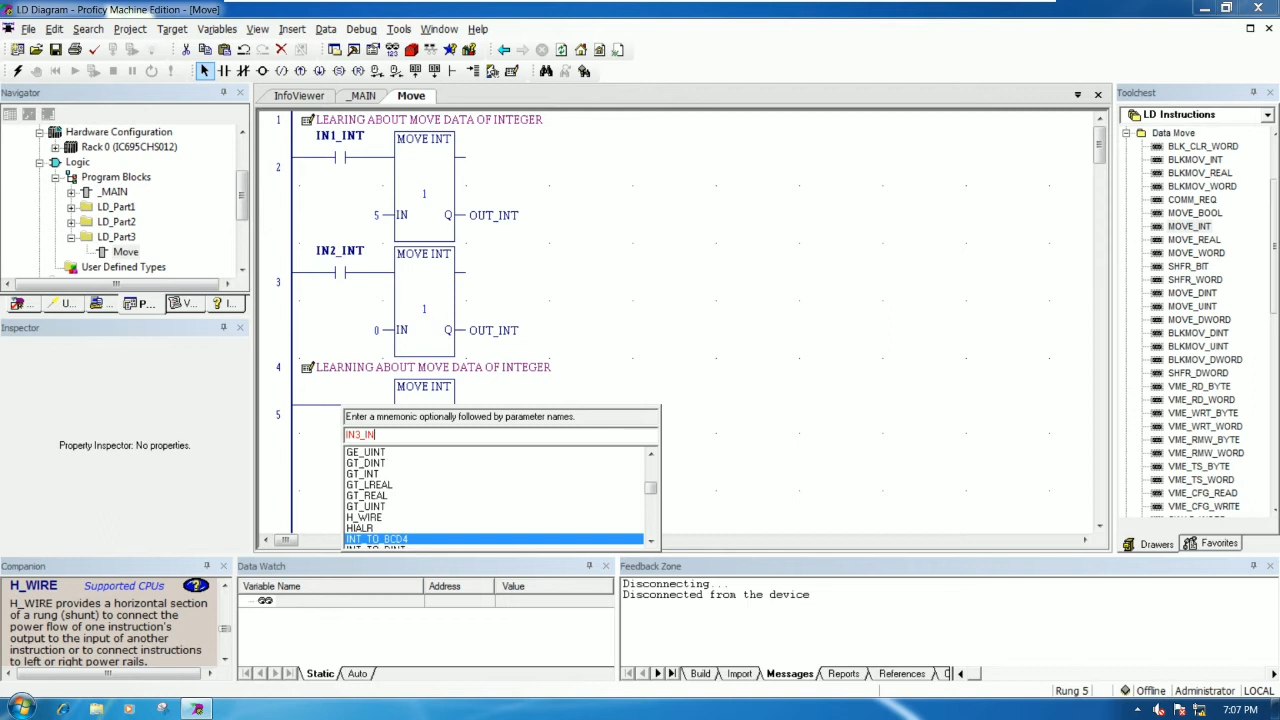 LD Diagram - Proficy Machine Edition - [Move]
File Edit Search Project Target Variables View Insert Data Debug Tools Window Help
Navigator
Hardware Configuration
Rack 0 (IC695CHS012)
Logic
Program Blocks
_MAIN
LD_Part1
LD_Part2
LD_Part3
Move
User Defined Types
U...
P...
V...
I...
Inspector
Property Inspector: No properties.
InfoViewer _MAIN Move
1 LEARING ABOUT MOVE DATA OF INTEGER
IN1_INT MOVE INT
2
1
5 IN Q OUT_INT
IN2_INT MOVE INT
3
1
0 IN Q OUT_INT
4 LEARNING ABOUT MOVE DATA OF INTEGER
MOVE INT
5
Enter a mnemonic optionally followed by parameter names.
IN3_IN
GE_UINT
GT_DINT
GT_INT
GT_LREAL
GT_REAL
GT_UINT
H_WIRE
HIALR
INT_TO_BCD4
INT_TO_DINT
Toolchest
LD Instructions
Data Move
BLK_CLR_WORD
BLKMOV_INT
BLKMOV_REAL
BLKMOV_WORD
COMM_REQ
MOVE_BOOL
MOVE_INT
MOVE_REAL
MOVE_WORD
SHFR_BIT
SHFR_WORD
MOVE_DINT
MOVE_UINT
MOVE_DWORD
BLKMOV_DINT
BLKMOV_UINT
BLKMOV_DWORD
SHFR_DWORD
VME_RD_BYTE
VME_RD_WORD
VME_WRT_BYTE
VME_WRT_WORD
VME_RMW_BYTE
VME_RMW_WORD
VME_TS_BYTE
VME_TS_WORD
VME_CFG_READ
VME_CFG_WRITE
Drawers Favorites
Companion
H_WIRE Supported CPUs
H_WIRE provides a horizontal section
of a rung (shunt) to connect the
power flow of one instruction's
output to the input of another
instruction or to connect instructions
to left or right power rails.
Data Watch
Variable Name Address Value
Static Auto
Feedback Zone
Disconnecting...
Disconnected from the device
Build Import Messages Reports References
Rung 5 Offline Administrator LOCAL
7:07 PM